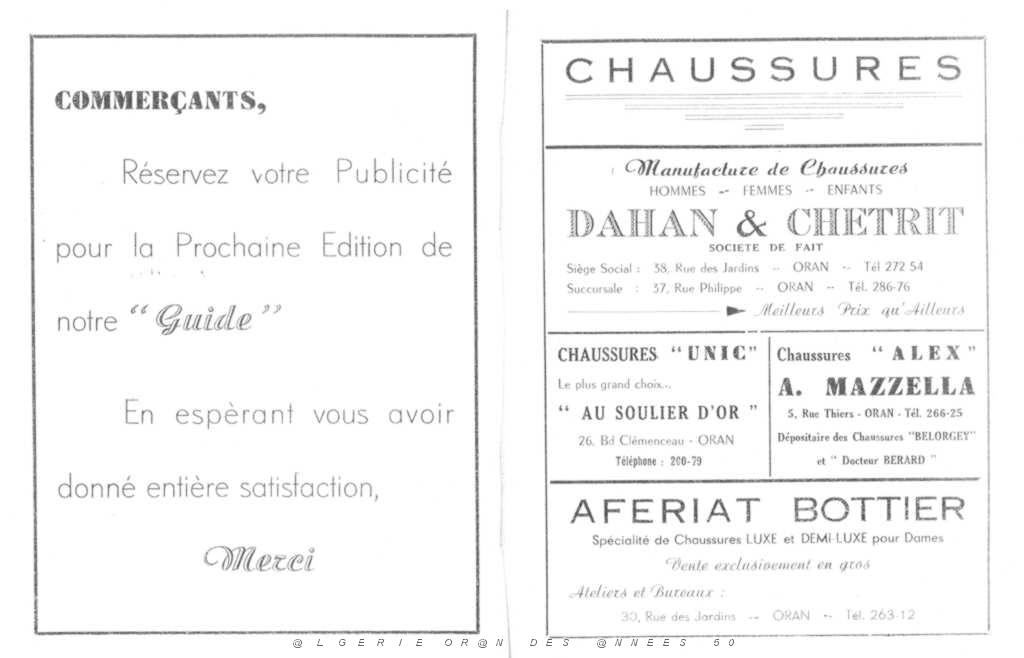 COMMERÇANTS,
Réservez votre Publicité
pour la Prochaine Edition de
notre "Guide"
En espèrant vous avoir
donné entière satisfaction,
Merci
CHAUSSURES
Manufacture de Chaussures
HOMMES -- FEMMES -- ENFANTS
DAHAN & CHETRIT
SOCIETE DE FAIT
Siège Social : 38, Rue des Jardins -- ORAN -- Tél 272 54
Succursale : 37, Rue Philippe -- ORAN -- Tél. 286-76
Meilleurs Prix qu'Ailleurs
CHAUSSURES "UNIC"
Le plus grand choix...
" AU SOULIER D'OR "
26, Bd Clémenceau - ORAN
Téléphone : 200-79
Chaussures "ALEX"
A. MAZZELLA
5, Rue Thiers - ORAN - Tél. 266-25
Dépositaire des Chaussures "BELORGEY"
et " Docteur BERARD "
AFERIAT BOTTIER
Spécialité de Chaussures LUXE et DEMI-LUXE pour Dames
Vente exclusivement en gros
Ateliers et Bureaux :
30, Rue des Jardins -- ORAN -- Tél. 263-12
@LGERIE OR@N DES @NNEES 50